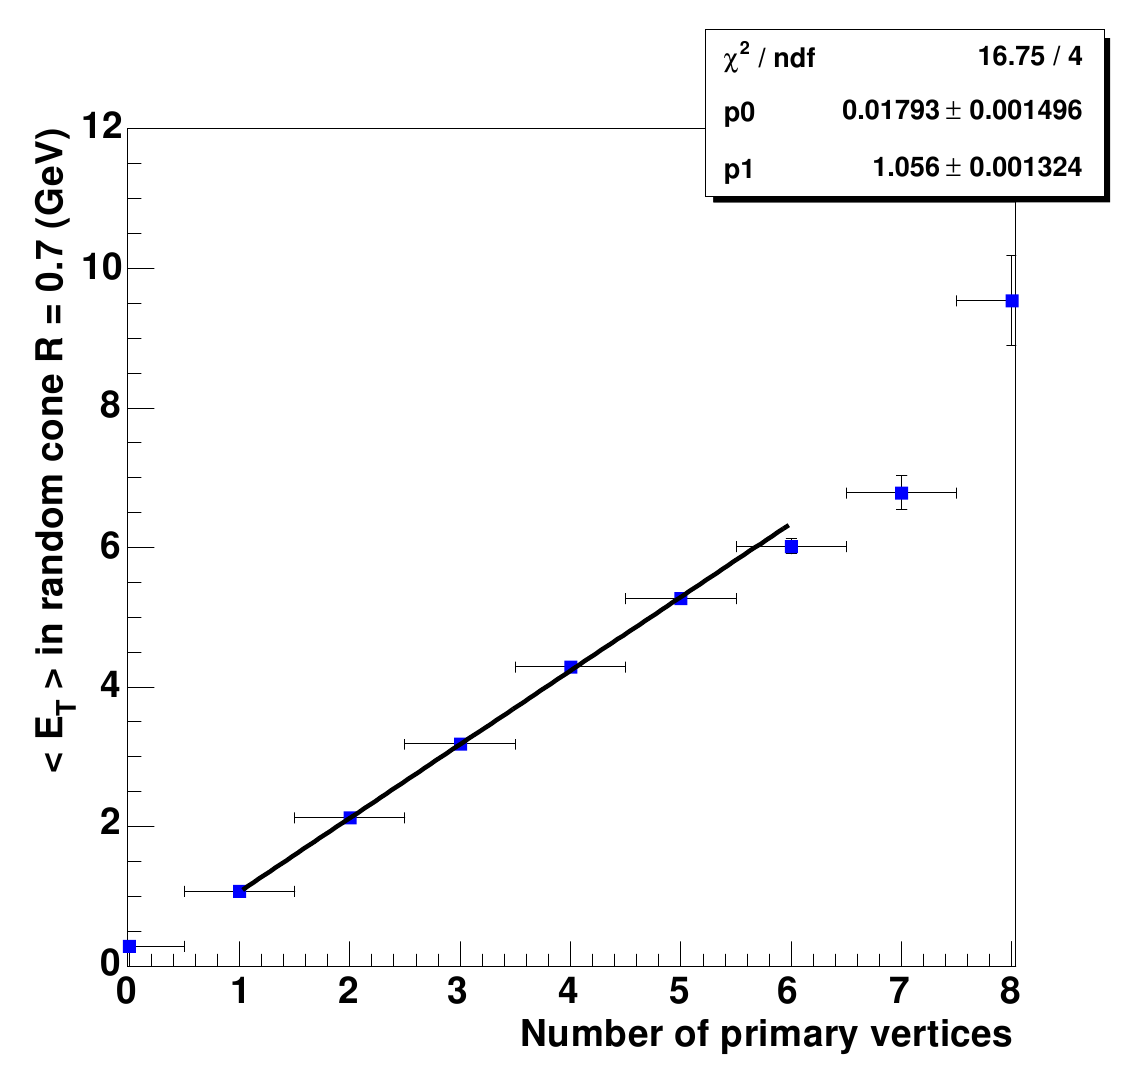 χ² / ndf 16.75 / 4
p0 0.01793 ± 0.001496
p1 1.056 ± 0.001324
< E_T > in random cone R = 0.7 (GeV)
12
10
8
6
4
2
0
0 1 2 3 4 5 6 7 8
Number of primary vertices